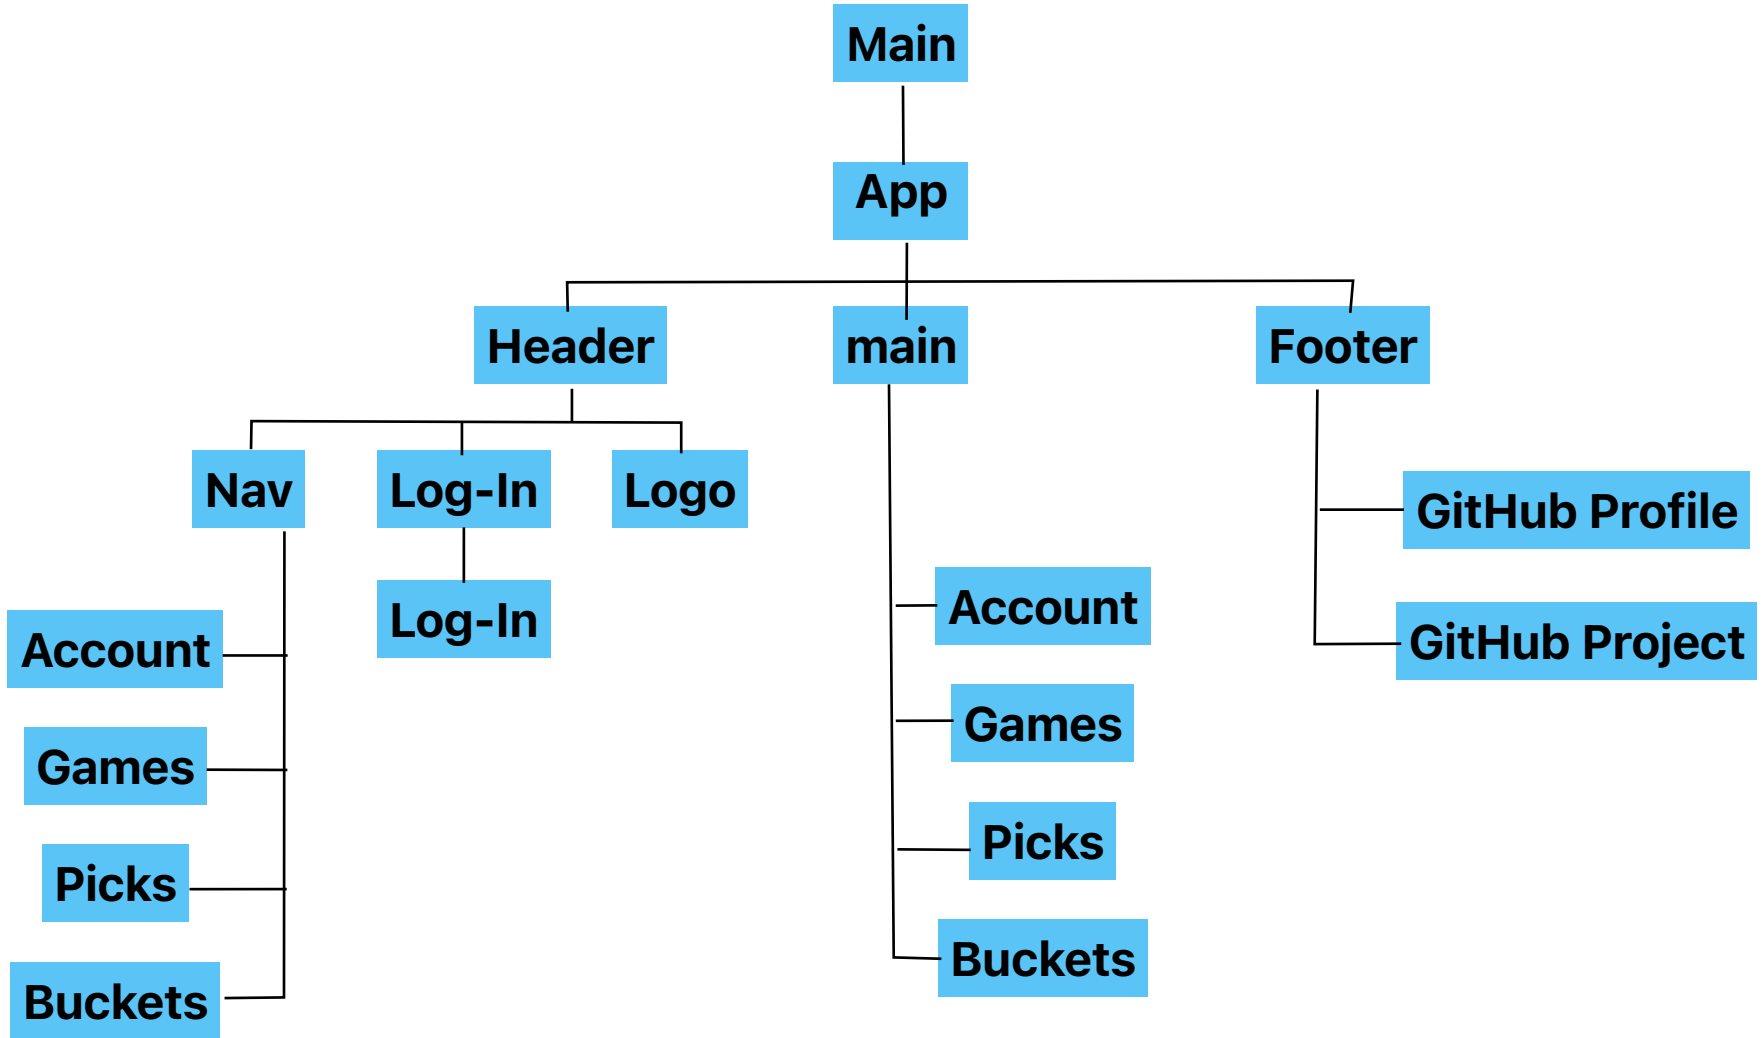 Main
App
Header
main
Footer
Nav
Log-In
Logo
GitHub Profile
Log-In
Account
Account
GitHub Project
Games
Games
Picks
Picks
Buckets
Buckets